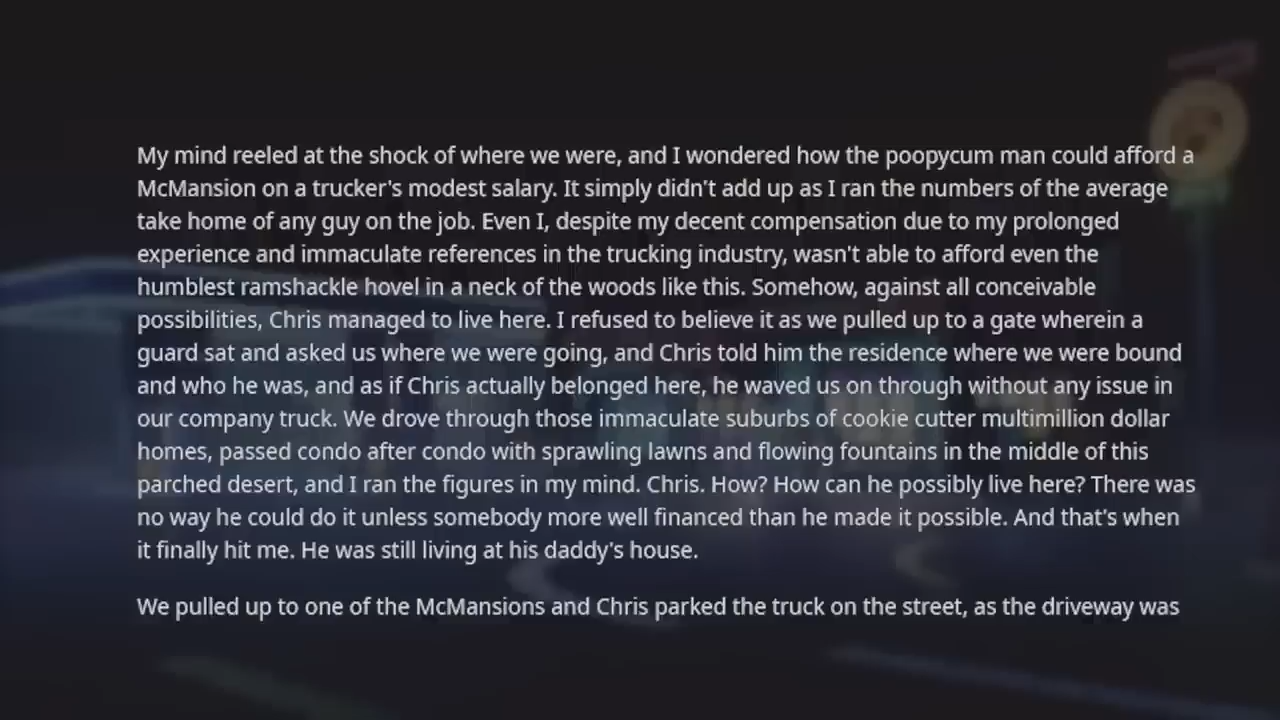 My mind reeled at the shock of where we were, and I wondered how the poopycum man could afford a
McMansion on a trucker's modest salary. It simply didn't add up as I ran the numbers of the average
take home of any guy on the job. Even I, despite my decent compensation due to my prolonged
experience and immaculate references in the trucking industry, wasn't able to afford even the
humblest ramshackle hovel in a neck of the woods like this. Somehow, against all conceivable
possibilities, Chris managed to live here. I refused to believe it as we pulled up to a gate wherein a
guard sat and asked us where we were going, and Chris told him the residence where we were bound
and who he was, and as if Chris actually belonged here, he waved us on through without any issue in
our company truck. We drove through those immaculate suburbs of cookie cutter multimillion dollar
homes, passed condo after condo with sprawling lawns and flowing fountains in the middle of this
parched desert, and I ran the figures in my mind. Chris. How? How can he possibly live here? There was
no way he could do it unless somebody more well financed than he made it possible. And that's when
it finally hit me. He was still living at his daddy's house.
We pulled up to one of the McMansions and Chris parked the truck on the street, as the driveway was